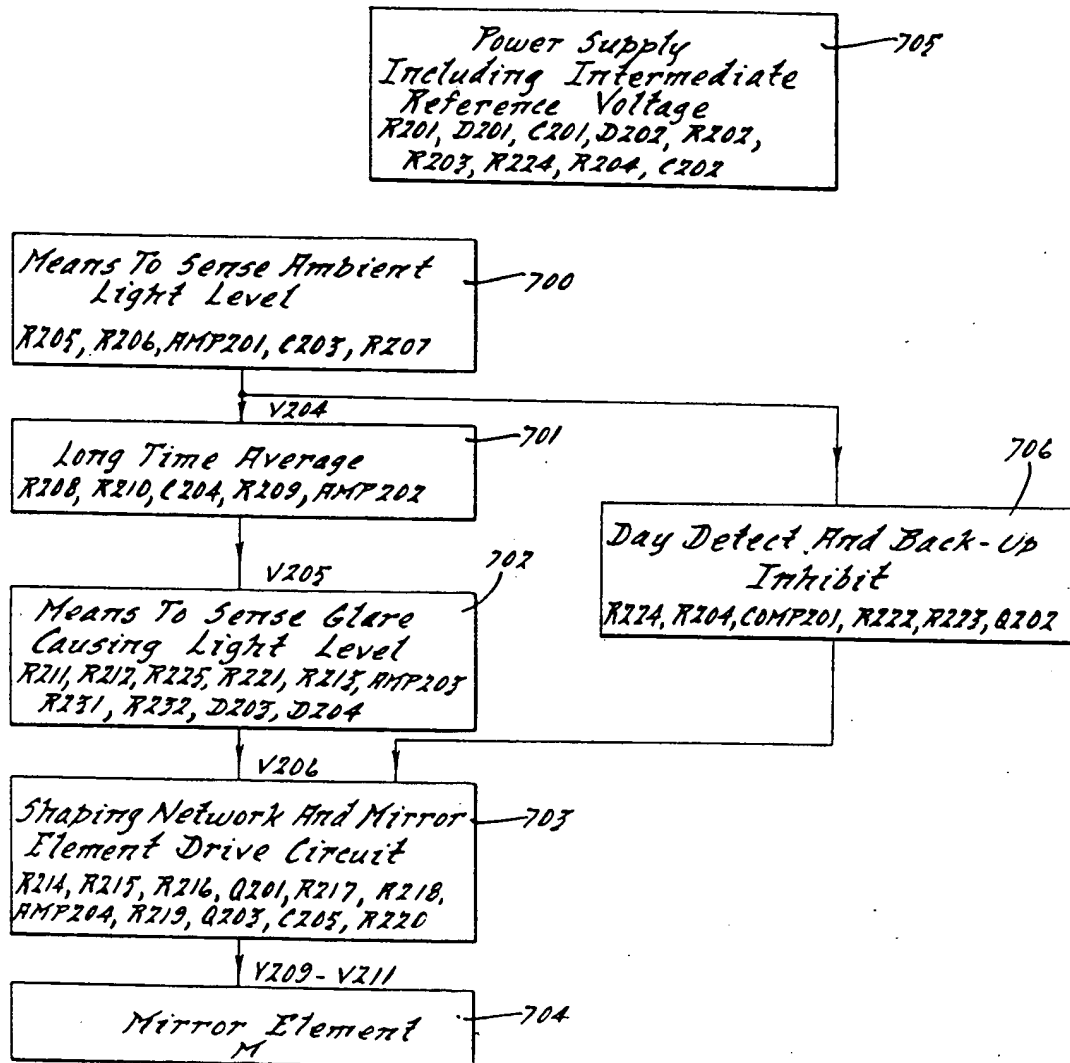 Power Supply
Including Intermediate
Reference Voltage
R201, D201, C201, D202, R202,
R203, R224, R204, C202
705
Means To Sense Ambient
Light Level
R205, R206, AMP201, C203, R207
700
V204
Long Time Average
R208, R210, C204, R209, AMP202
701
V205
Means To Sense Glare
Causing Light Level
R211, R212, R225, R221, R213, AMP203
R231, R232, D203, D204
702
Day Detect And Back-Up
Inhibit
R224, R204, COMP201, R222, R223, Q202
706
V206
Shaping Network And Mirror
Element Drive Circuit
R214, R215, R216, Q201, R217, R218,
AMP204, R219, Q203, C205, R220
703
V209-V211
Mirror Element
M
704